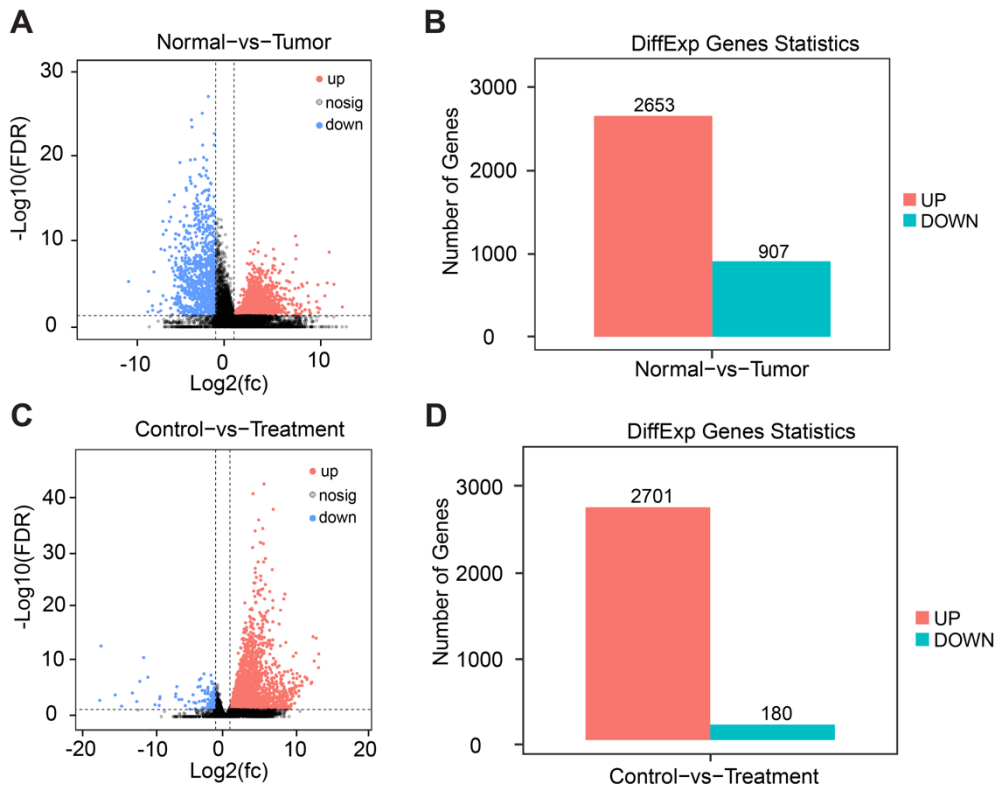 A
Normal−vs−Tumor
30
20
10
0
-Log10(FDR)
up
nosig
down
-10
0
10
Log2(fc)
B
DiffExp Genes Statistics
3000
2000
1000
0
Number of Genes
2653
907
UP
DOWN
Normal−vs−Tumor
C
Control−vs−Treatment
40
30
20
10
0
-Log10(FDR)
up
nosig
down
-20
-10
0
10
20
Log2(fc)
D
DiffExp Genes Statistics
3000
2000
1000
0
Number of Genes
2701
180
UP
DOWN
Control−vs−Treatment